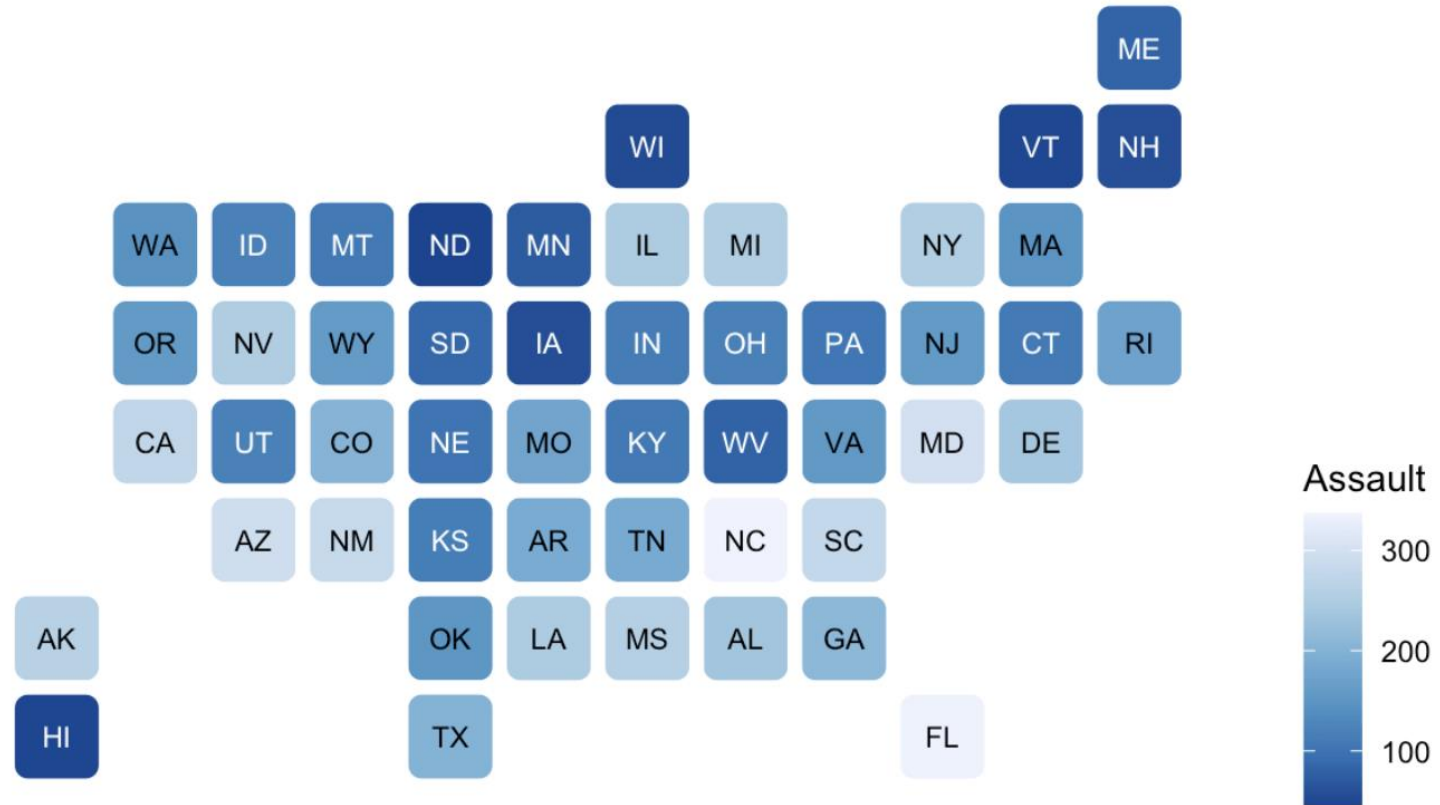 ME
WI VT NH
WA ID MT ND MN IL MI NY MA
OR NV WY SD IA IN OH PA NJ CT RI
CA UT CO NE MO KY WV VA MD DE
AZ NM KS AR TN NC SC
AK OK LA MS AL GA
HI TX FL
Assault
300
200
100